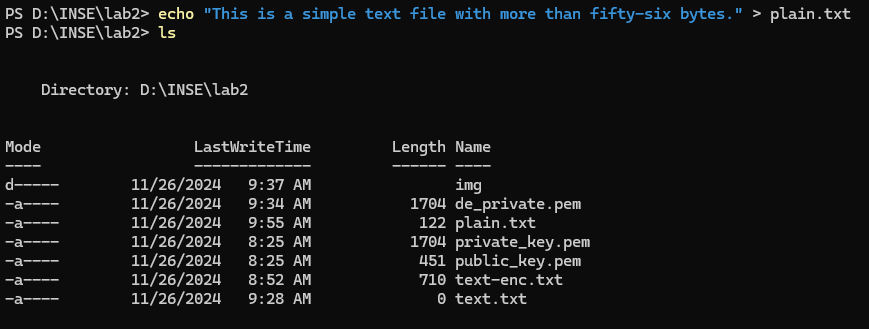 PS D:\INSE\lab2> echo "This is a simple text file with more than fifty-six bytes." > plain.txt
PS D:\INSE\lab2> ls
Directory: D:\INSE\lab2
Mode                 LastWriteTime         Length Name
----                 -------------         ------ ----
d-----        11/26/2024   9:37 AM                img
-a----        11/26/2024   9:34 AM           1704 de_private.pem
-a----        11/26/2024   9:55 AM            122 plain.txt
-a----        11/26/2024   8:25 AM           1704 private_key.pem
-a----        11/26/2024   8:25 AM            451 public_key.pem
-a----        11/26/2024   8:52 AM            710 text-enc.txt
-a----        11/26/2024   9:28 AM              0 text.txt